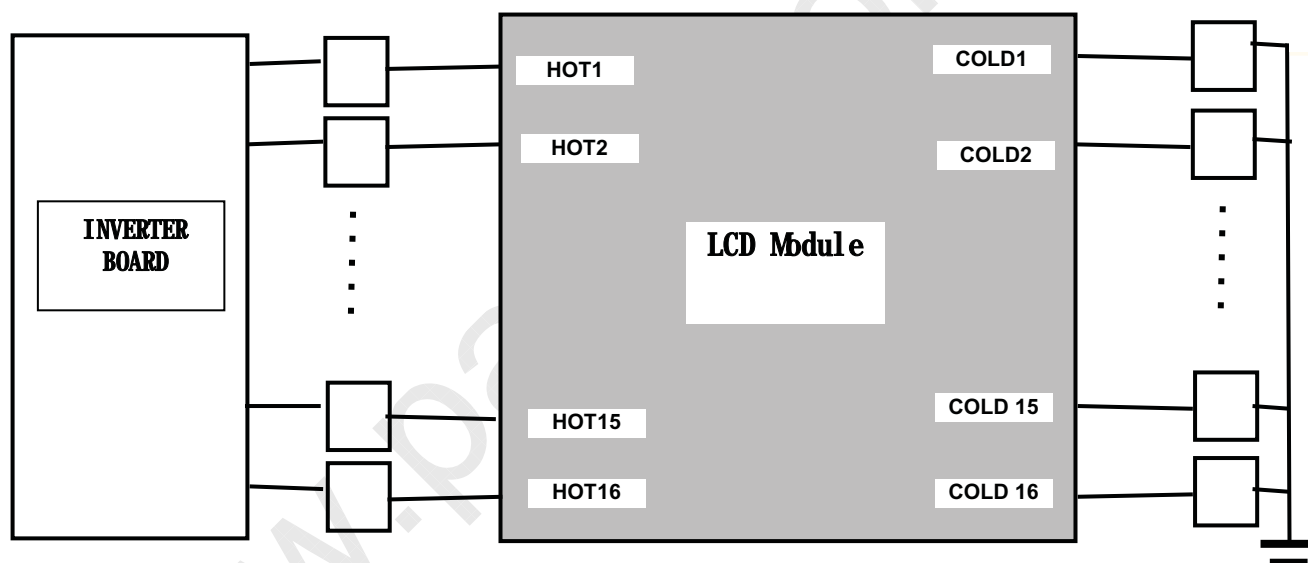 HOT1
COLD1
HOT2
COLD2
INVERTER
BOARD
LCD Module
HOT15
COLD 15
HOT16
COLD 16